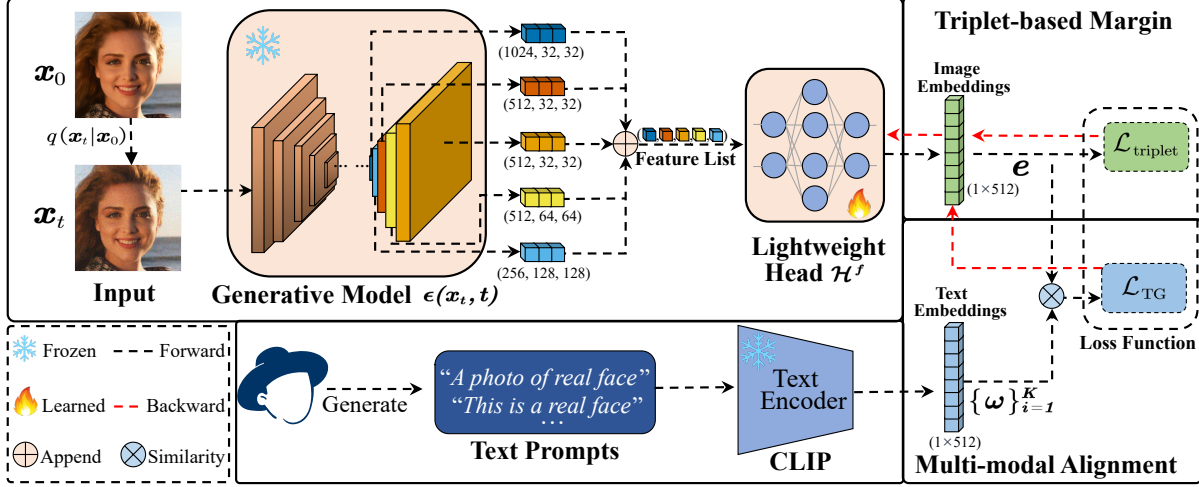 x₀
q(xₜ|x₀)
xₜ
Input
Generative Model ϵ(xₜ, t)
(1024, 32, 32)
(512, 32, 32)
(512, 32, 32)
(512, 64, 64)
(256, 128, 128)
( , , , , )
Feature List
Lightweight
Head ℋᶠ
Triplet-based Margin
Image
Embeddings
(1×512)
e
ℒtriplet
ℒTG
Loss Function
Text
Embeddings
(1×512)
{ω}ᴷᵢ₌₁
Multi-modal Alignment
Frozen
Forward
Learned
Backward
Append
Similarity
Generate
“A photo of real face”
“This is a real face”
...
Text Prompts
Text
Encoder
CLIP